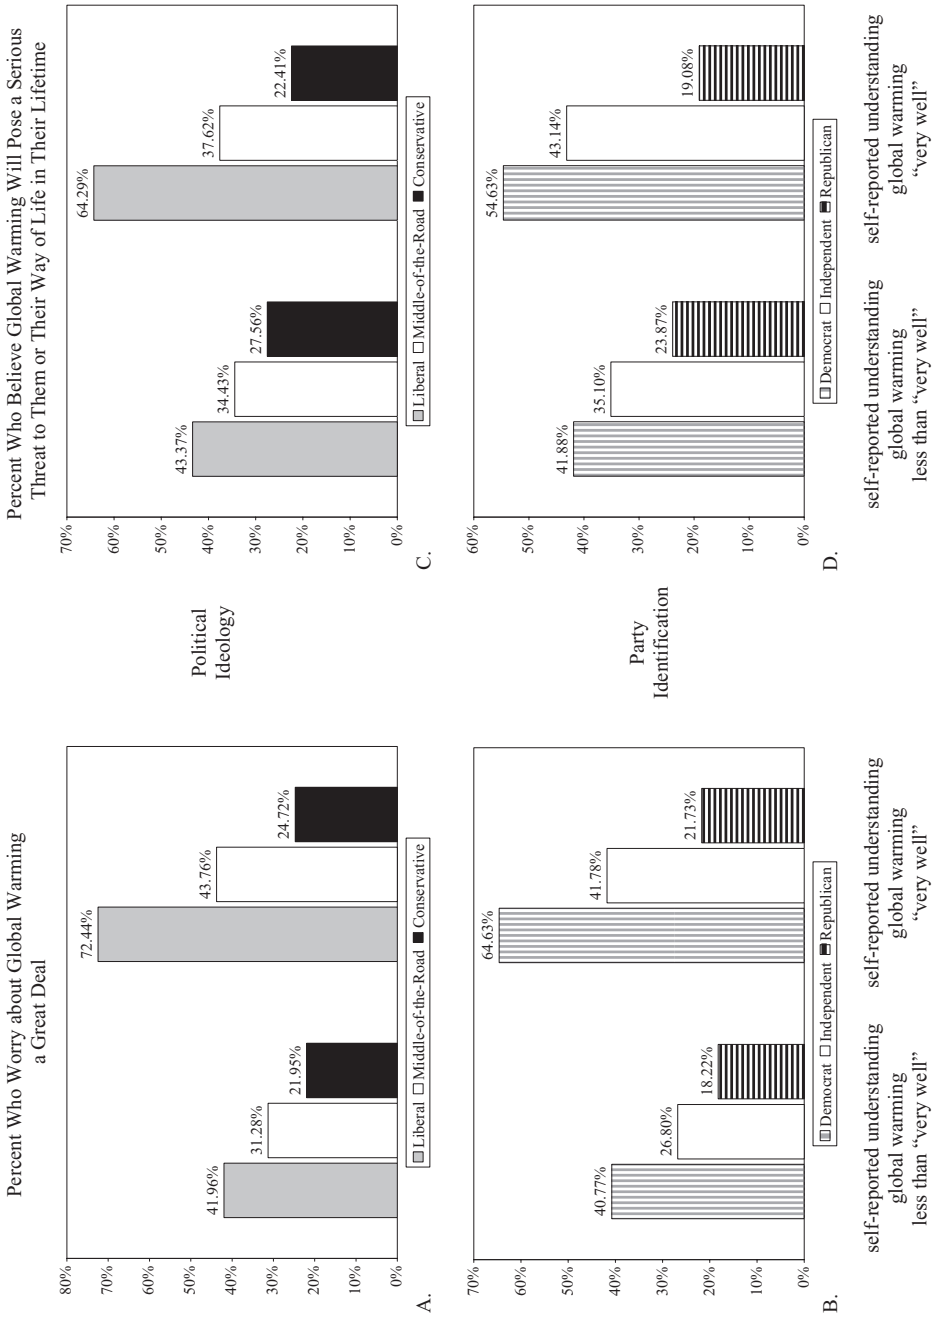 Percent Who Worry about Global Warming
a Great Deal
80%
70%
60%
50%
40%
30%
20%
10%
0%
41.96%
31.28%
21.95%
72.44%
43.76%
24.72%
Liberal Middle-of-the-Road Conservative
A.
Political
Ideology
Percent Who Believe Global Warming Will Pose a Serious
Threat to Them or Their Way of Life in Their Lifetime
70%
60%
50%
40%
30%
20%
10%
0%
43.37%
34.43%
27.56%
64.29%
37.62%
22.41%
Liberal Middle-of-the-Road Conservative
C.
70%
60%
50%
40%
30%
20%
10%
0%
40.77%
26.80%
18.22%
64.63%
41.78%
21.73%
Democrat Independent Republican
B.
self-reported understanding
global warming
less than “very well”
self-reported understanding
global warming
“very well”
Party
Identification
60%
50%
40%
30%
20%
10%
0%
41.88%
35.10%
23.87%
54.63%
43.14%
19.08%
Democrat Independent Republican
D.
self-reported understanding
global warming
less than “very well”
self-reported understanding
global warming
“very well”